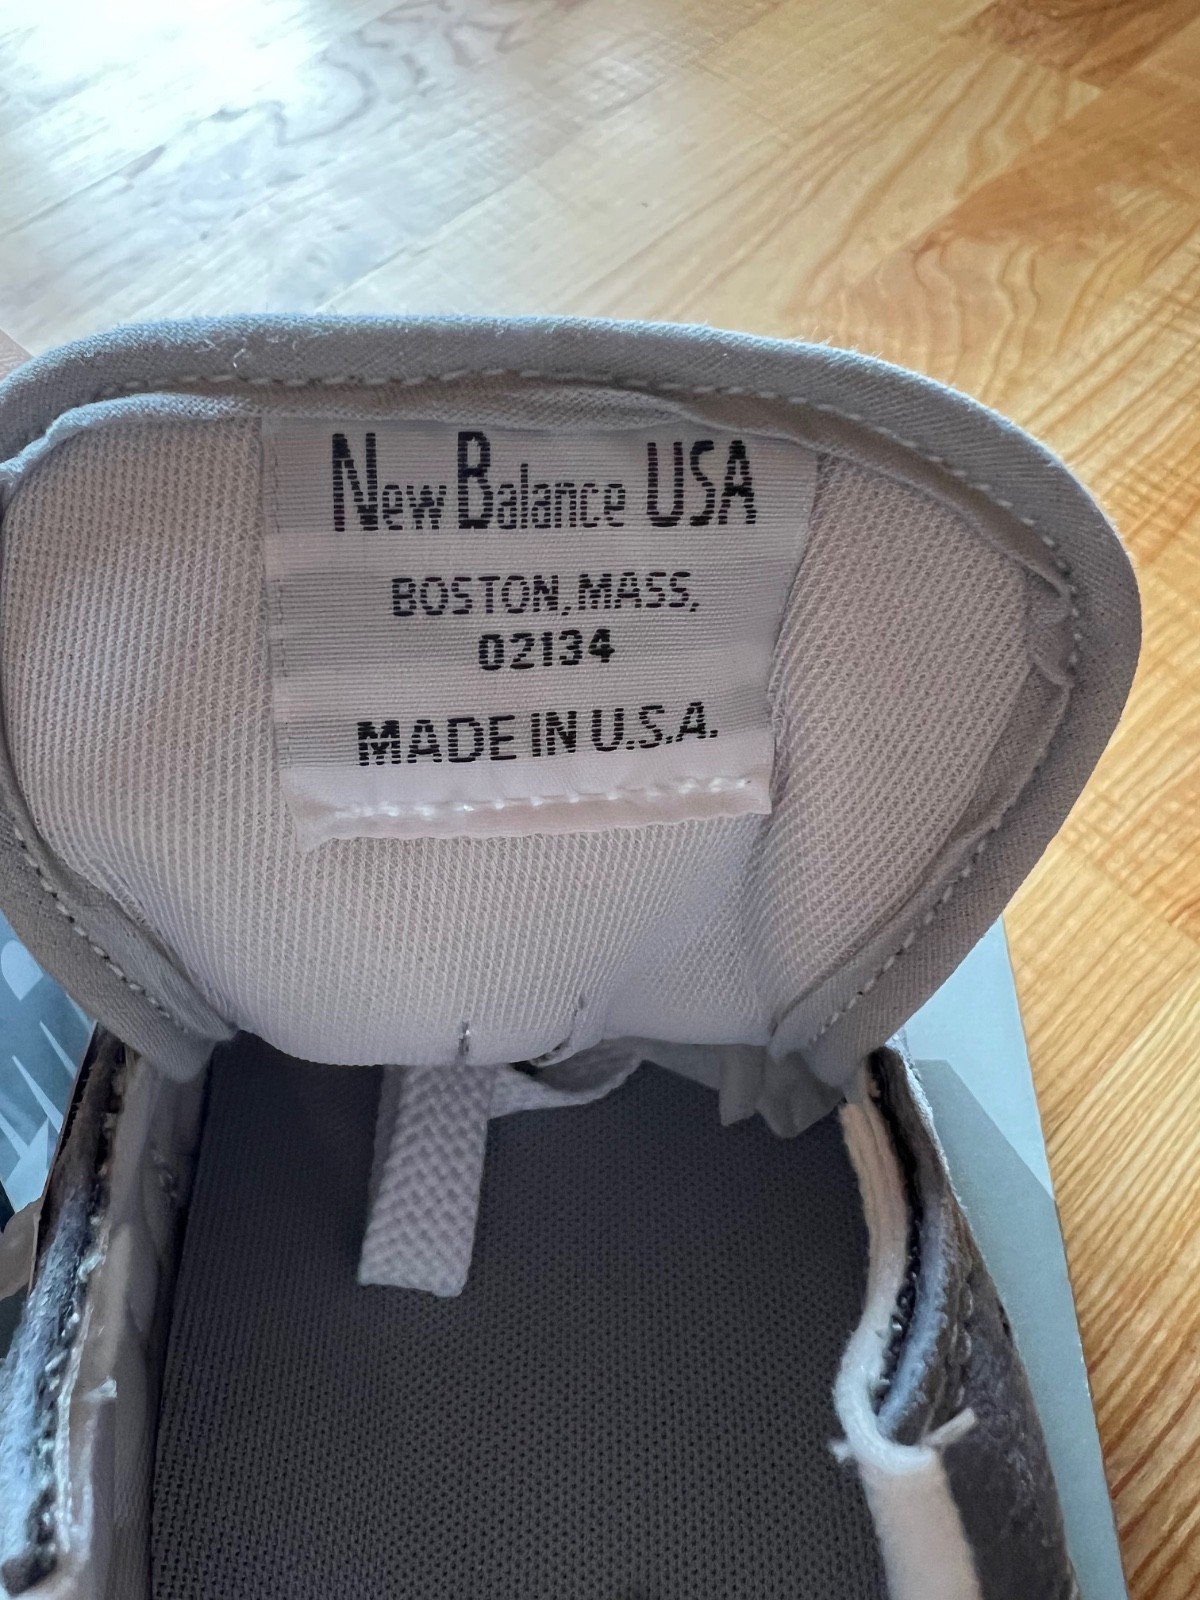 New Balance USA
BOSTON, MASS,
02134
MADE IN U.S.A.